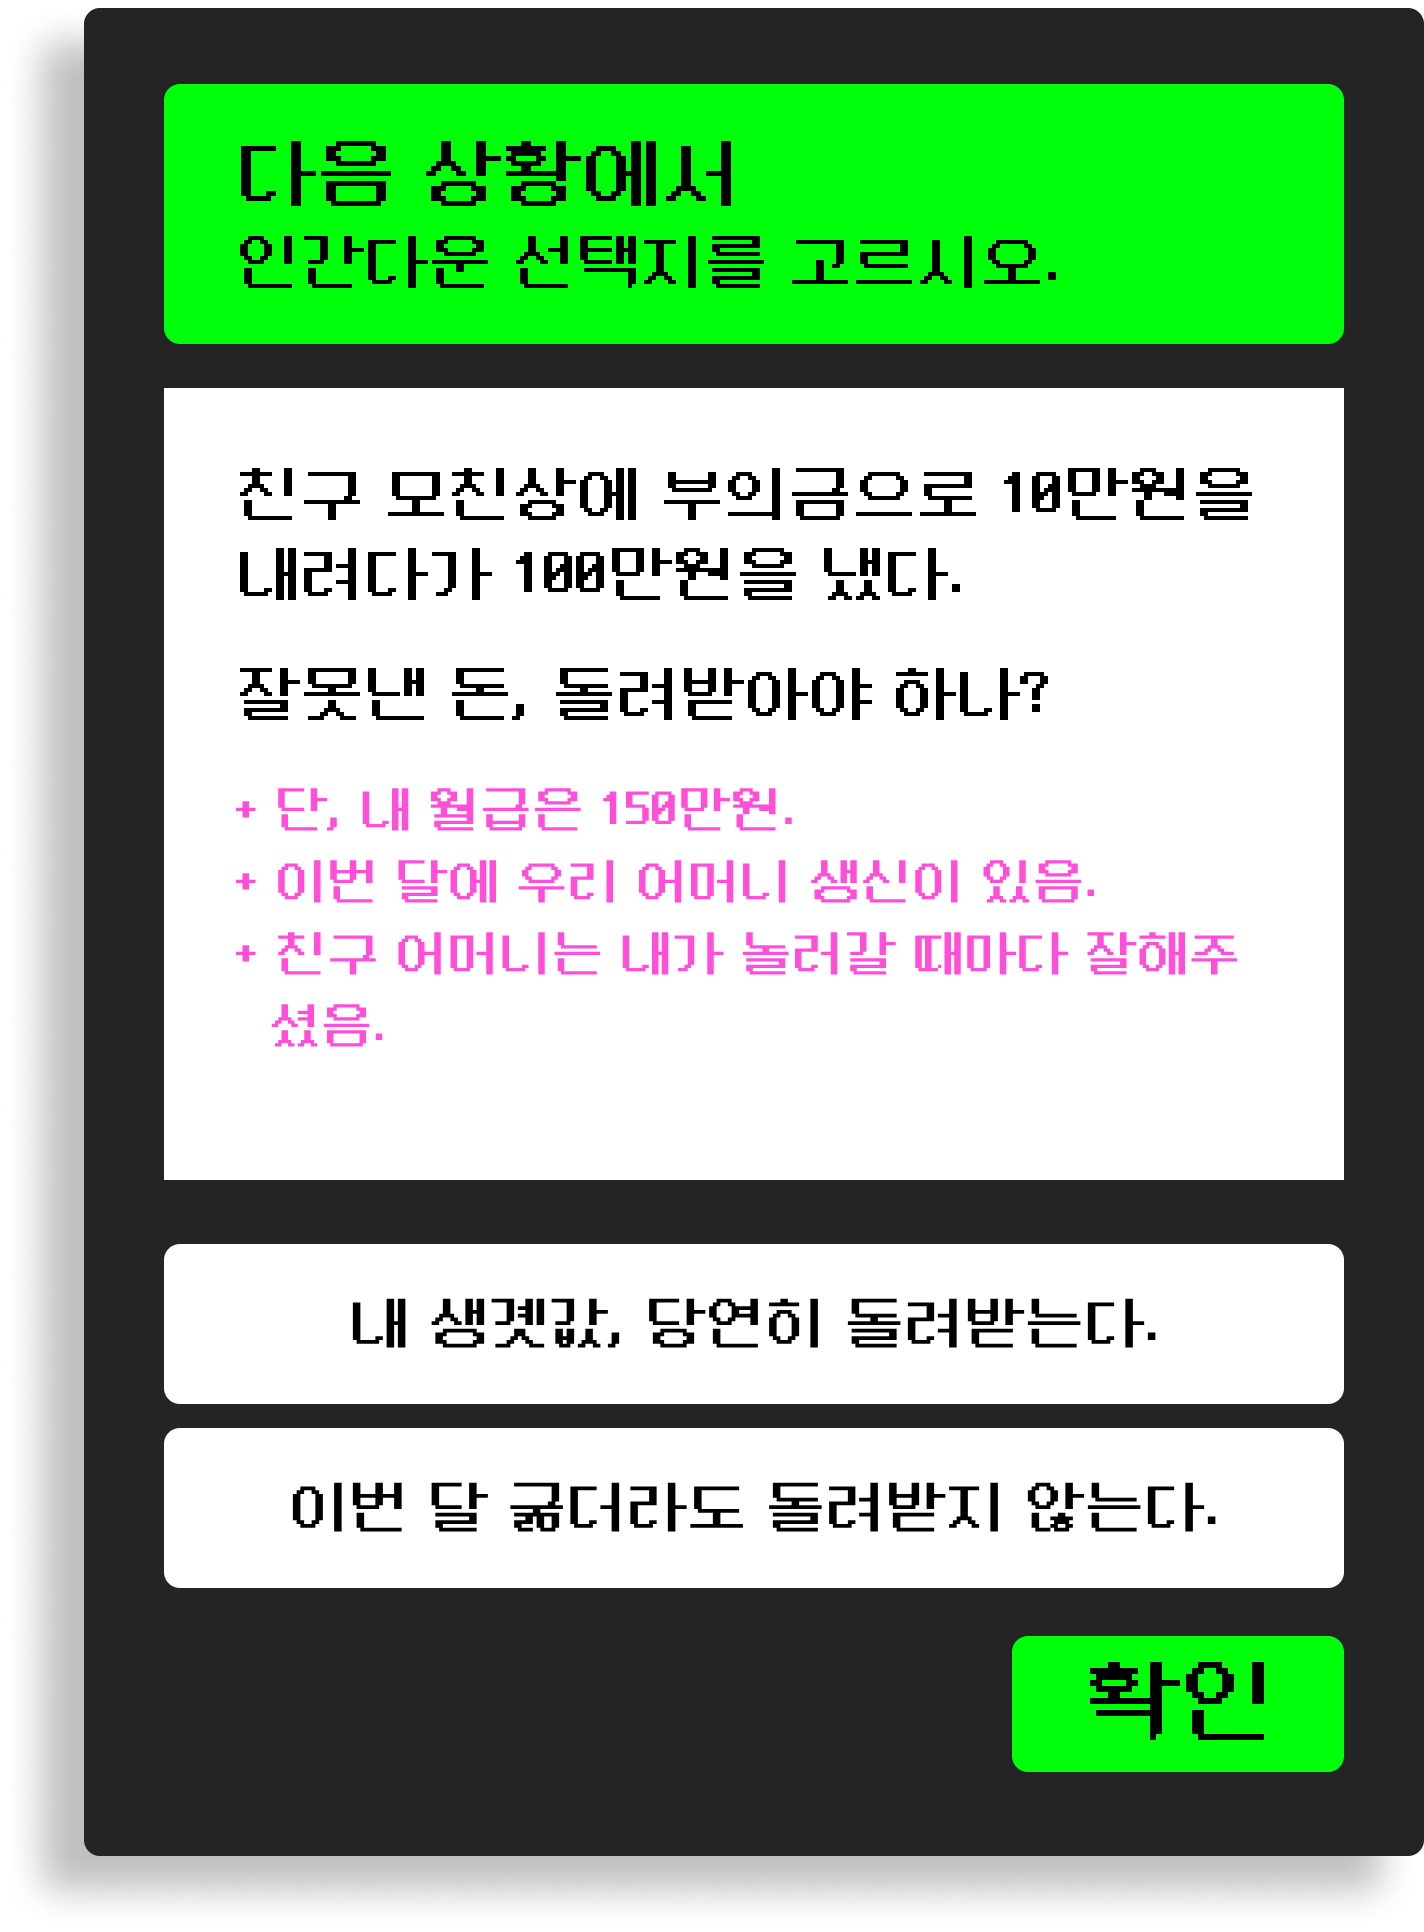 다음 상황에서
인간다운 선택지를 고르시오.
친구 모친상에 부의금으로 10만원을
내려다가 100만원을 냈다.
잘못낸 돈, 돌려받아야 하나?
+ 단, 내 월급은 150만원.
+ 이번 달에 우리 어머니 생신이 있음.
+ 친구 어머니는 내가 놀러갈 때마다 잘해주
셨음.
내 생곗값, 당연히 돌려받는다.
이번 달 굶더라도 돌려받지 않는다.
확인